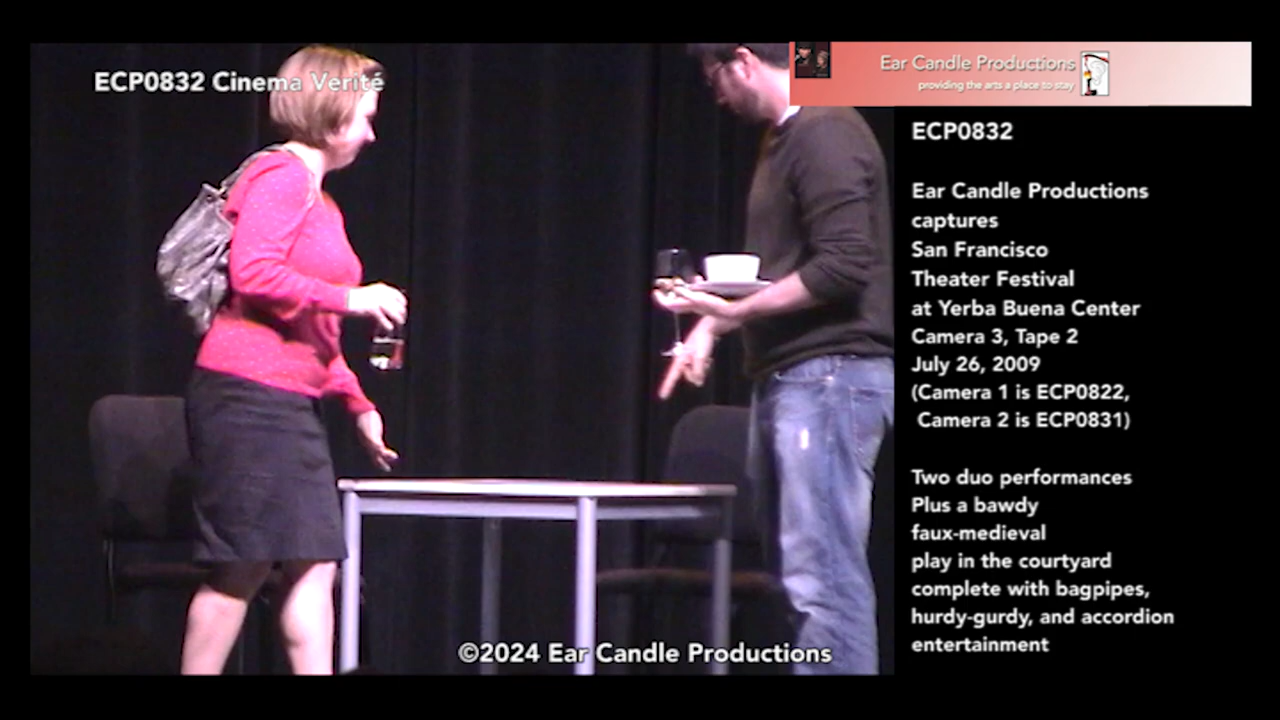 ECP0832 Cinema Verité
Ear Candle Productions
providing the arts a place to stay
ECP0832
Ear Candle Productions
captures
San Francisco
Theater Festival
at Yerba Buena Center
Camera 3, Tape 2
July 26, 2009
(Camera 1 is ECP0822,
Camera 2 is ECP0831)
Two duo performances
Plus a bawdy
faux-medieval
play in the courtyard
complete with bagpipes,
hurdy-gurdy, and accordion
entertainment
©2024 Ear Candle Productions